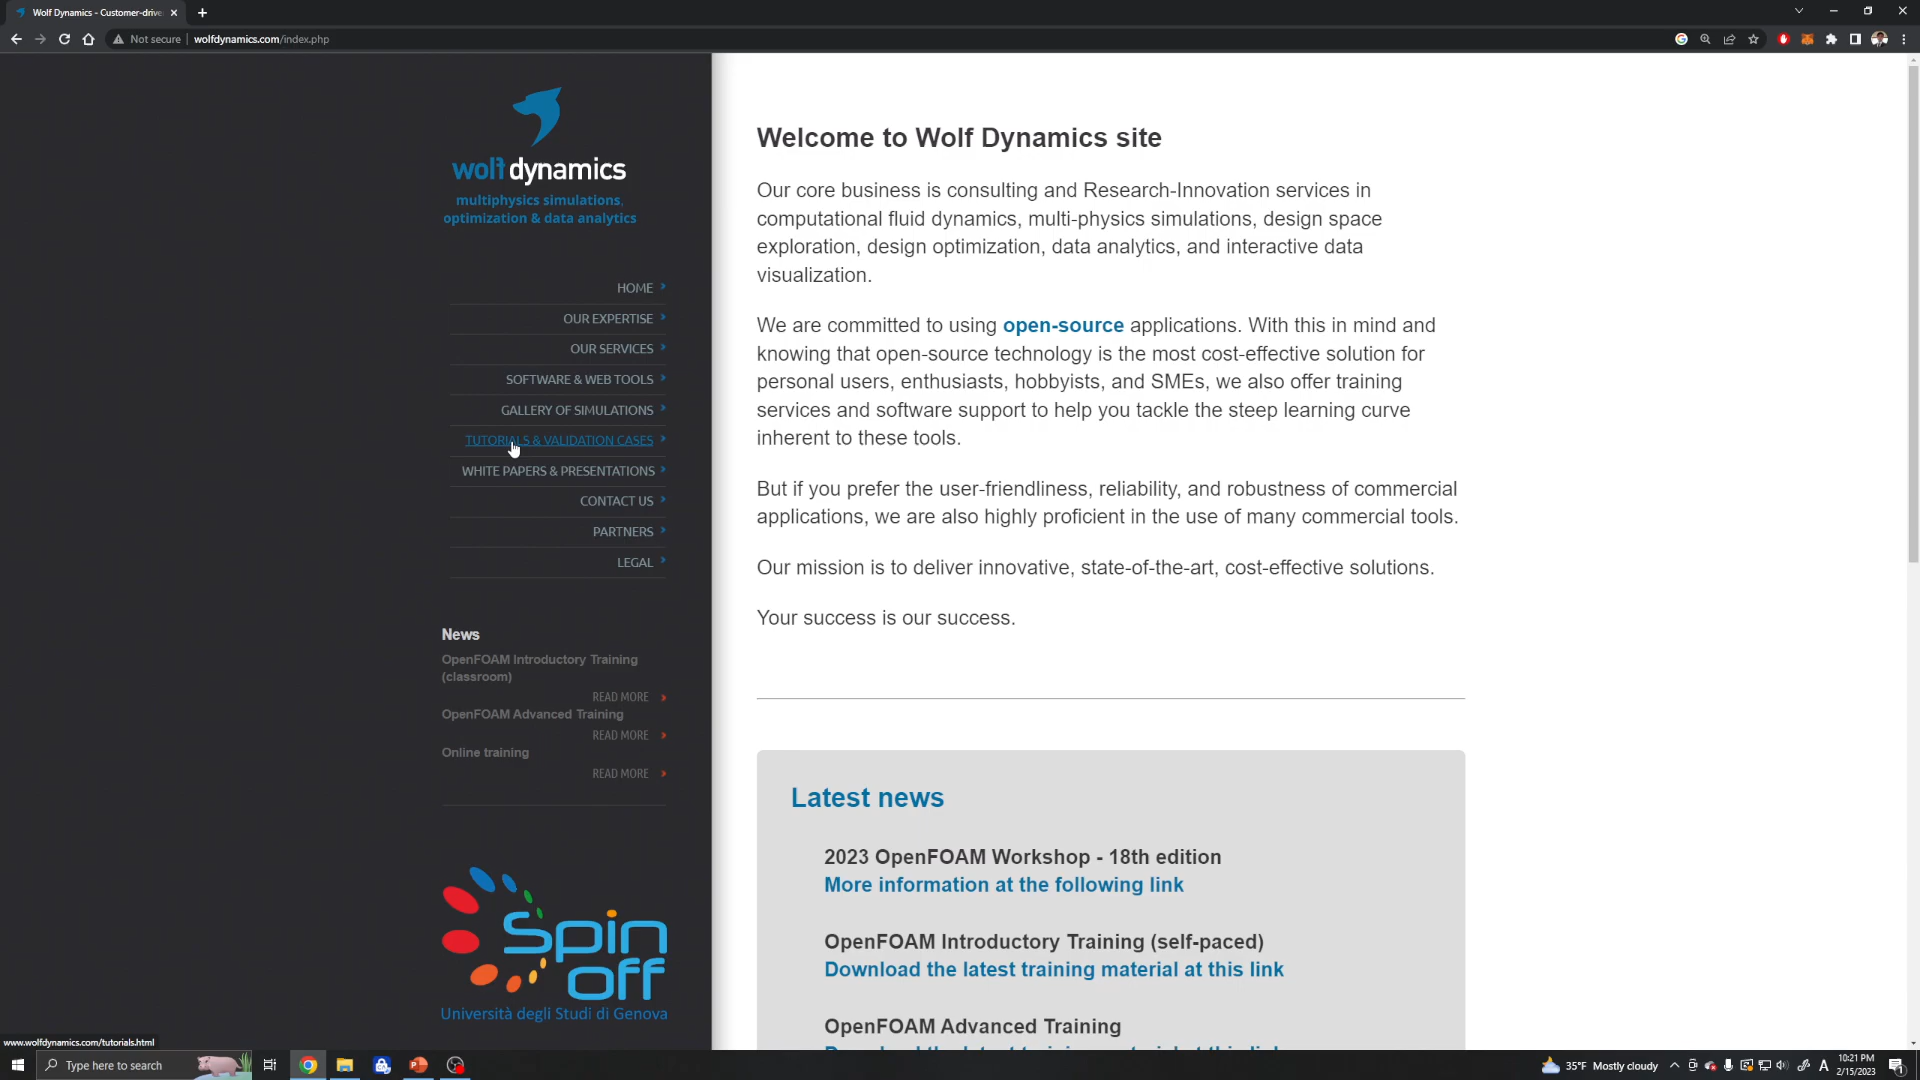 Wolf Dynamics - Customer-drive
Not secure
wolfdynamics.com/index.php
wolf dynamics
multiphysics simulations,
optimization & data analytics
HOME
OUR EXPERTISE
OUR SERVICES
SOFTWARE & WEB TOOLS
GALLERY OF SIMULATIONS
TUTORIALS & VALIDATION CASES
WHITE PAPERS & PRESENTATIONS
CONTACT US
PARTNERS
LEGAL
News
OpenFOAM Introductory Training
(classroom)
READ MORE
OpenFOAM Advanced Training
READ MORE
Online training
READ MORE
Spin
Off
Università degli Studi di Genova
Welcome to Wolf Dynamics site
Our core business is consulting and Research-Innovation services in
computational fluid dynamics, multi-physics simulations, design space
exploration, design optimization, data analytics, and interactive data
visualization.
We are committed to using open-source applications. With this in mind and
knowing that open-source technology is the most cost-effective solution for
personal users, enthusiasts, hobbyists, and SMEs, we also offer training
services and software support to help you tackle the steep learning curve
inherent to these tools.
But if you prefer the user-friendliness, reliability, and robustness of commercial
applications, we are also highly proficient in the use of many commercial tools.
Our mission is to deliver innovative, state-of-the-art, cost-effective solutions.
Your success is our success.
Latest news
2023 OpenFOAM Workshop - 18th edition
More information at the following link
OpenFOAM Introductory Training (self-paced)
Download the latest training material at this link
OpenFOAM Advanced Training
Download the latest training material at this link
www.wolfdynamics.com/tutorials.html
Type here to search
35°F Mostly cloudy
A
10:21 PM
2/15/2023
1